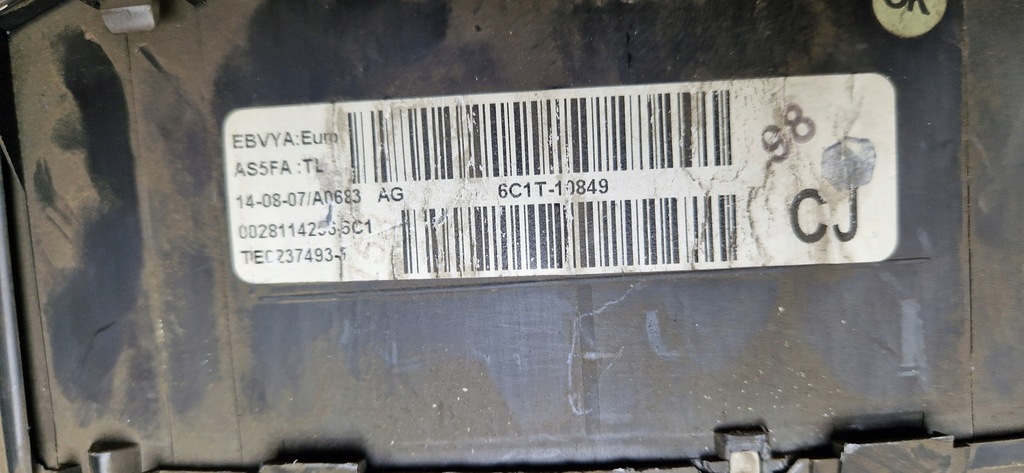 EBVYA:Euro
AS5FA :TL
14-08-07/A0683 AG 6C1T-10849
98
CJ